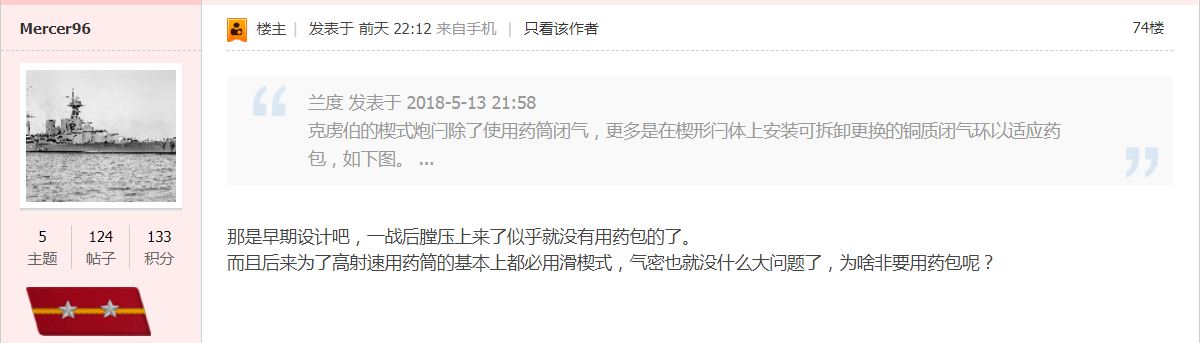 Mercer96
楼主 | 发表于 前天 22:12 来自手机 | 只看该作者
74楼
兰度 发表于 2018-5-13 21:58
克虏伯的楔式炮闩除了使用药筒闭气，更多是在楔形闩体上安装可拆卸更换的铜质闭气环以适应药
包，如下图。 ...
5 124 133
主题 帖子 积分
那是早期设计吧，一战后膛压上来了似乎就没有用药包的了。
而且后来为了高射速用药筒的基本上都必用滑楔式，气密也就没什么大问题了，为啥非要用药包呢？